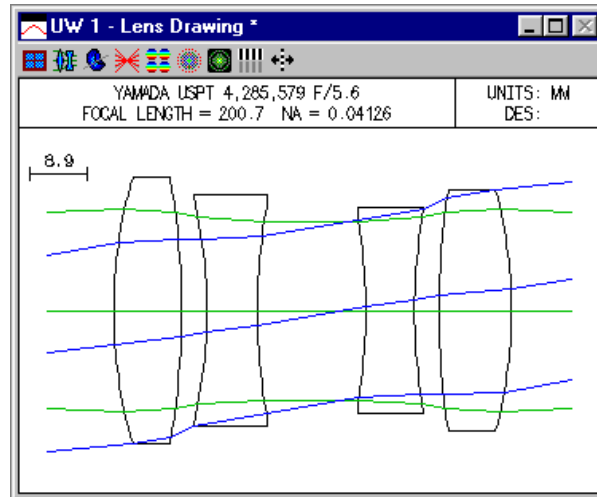 UW 1 - Lens Drawing *
YAMADA USPT 4,285,579 F/5.6
FOCAL LENGTH = 200.7 NA = 0.04126
UNITS: MM
DES:
8.9